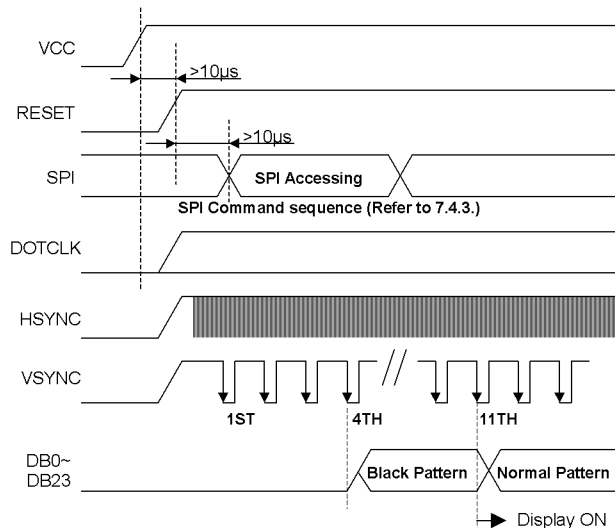 VCC
>10µs
RESET
>10µs
SPI
SPI Accessing
SPI Command sequence (Refer to 7.4.3.)
DOTCLK
HSYNC
VSYNC
1ST
4TH
11TH
DB0~
DB23
Black Pattern
Normal Pattern
Display ON